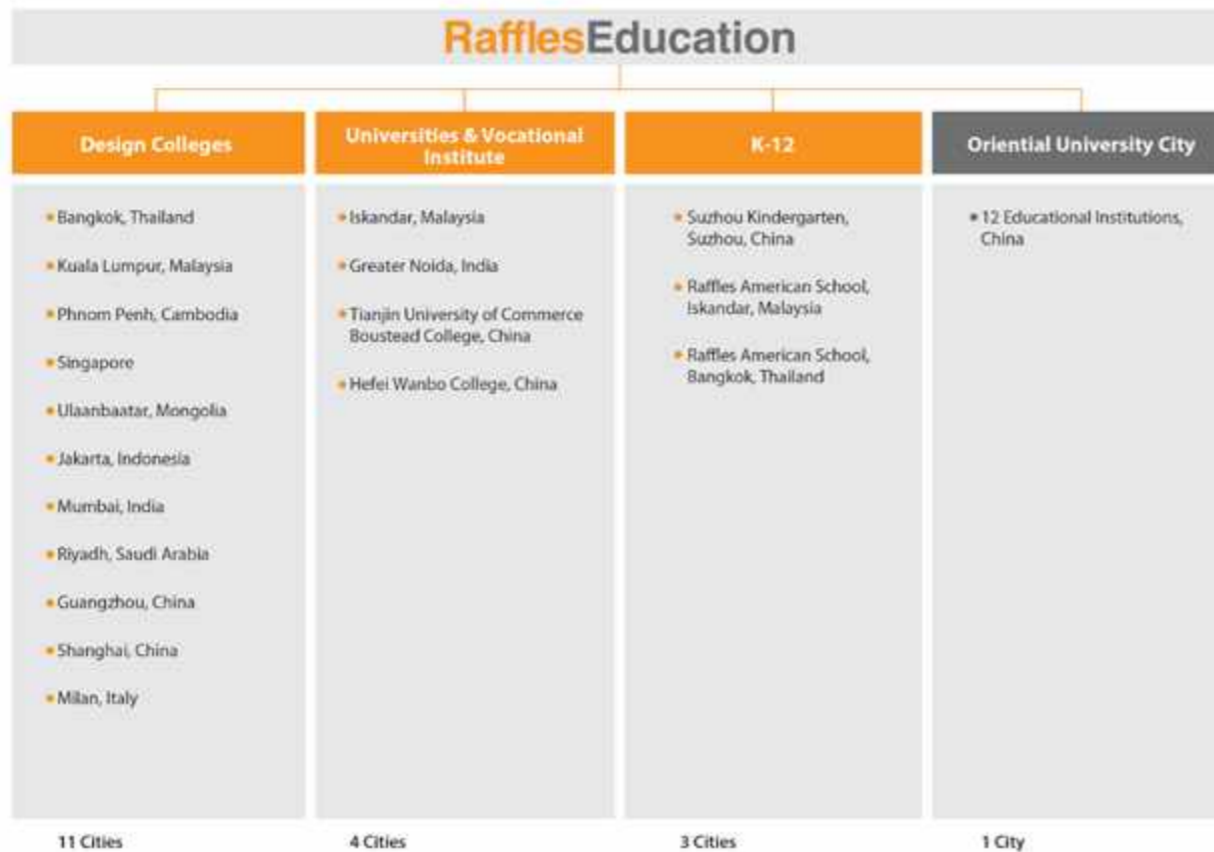 RafflesEducation
Design Colleges
Bangkok, Thailand
Kuala Lumpur, Malaysia
Phnom Penh, Cambodia
Singapore
Ulaanbaatar, Mongolia
Jakarta, Indonesia
Mumbai, India
Riyadh, Saudi Arabia
Guangzhou, China
Shanghai, China
Milan, Italy
11 Cities
Universities & Vocational
Institute
Iskandar, Malaysia
Greater Noida, India
Tianjin University of Commerce
Boustead College, China
Hefei Wanbo College, China
4 Cities
K-12
Suzhou Kindergarten,
Suzhou, China
Raffles American School,
Iskandar, Malaysia
Raffles American School,
Bangkok, Thailand
3 Cities
Oriential University City
12 Educational Institutions,
China
1 City